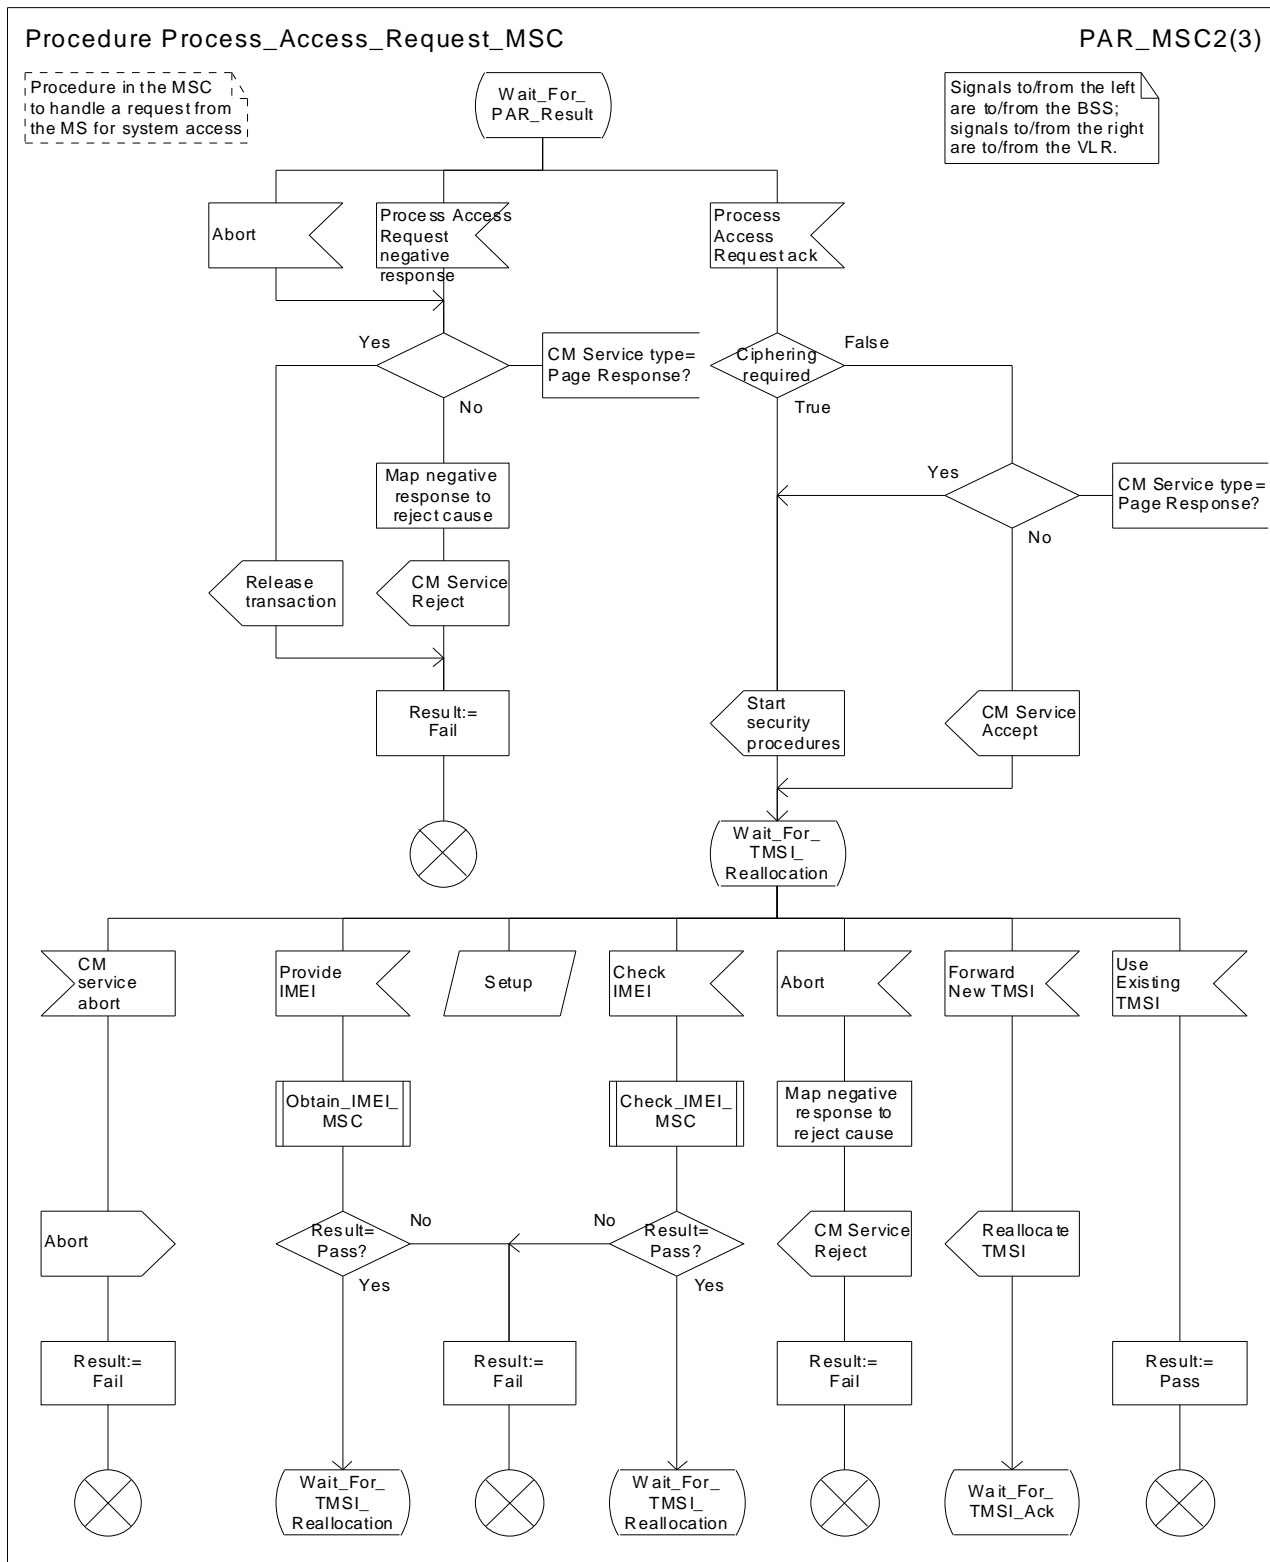 Procedure Process_Access_Request_MSC
PAR_MSC2(3)
Procedure in the MSC
to handle a request from
the MS for system access
Wait_For_
PAR_Result
Signals to/from the left
are to/from the BSS;
signals to/from the right
are to/from the VLR.
Abort
Process Access
Request
negative
response
Process
Access
Request ack
Yes
CM Service type=
Page Response?
No
Ciphering
required
False
True
Map negative
response to
reject cause
Yes
CM Service type=
Page Response?
No
Release
transaction
CM Service
Reject
Result:=
Fail
Start
security
procedures
CM Service
Accept
Wait_For_
TMSI_
Reallocation
CM
service
abort
Provide
IMEI
Setup
Check
IMEI
Abort
Forward
New TMSI
Use
Existing
TMSI
Obtain_IMEI_
MSC
Check_IMEI_
MSC
Map negative
response to
reject cause
Abort
Result=
Pass?
No
Yes
No
Result=
Pass?
Yes
CM Service
Reject
Reallocate
TMSI
Result:=
Fail
Result:=
Fail
Result:=
Fail
Result:=
Pass
Wait_For_
TMSI_
Reallocation
Wait_For_
TMSI_
Reallocation
Wait_For_
TMSI_Ack